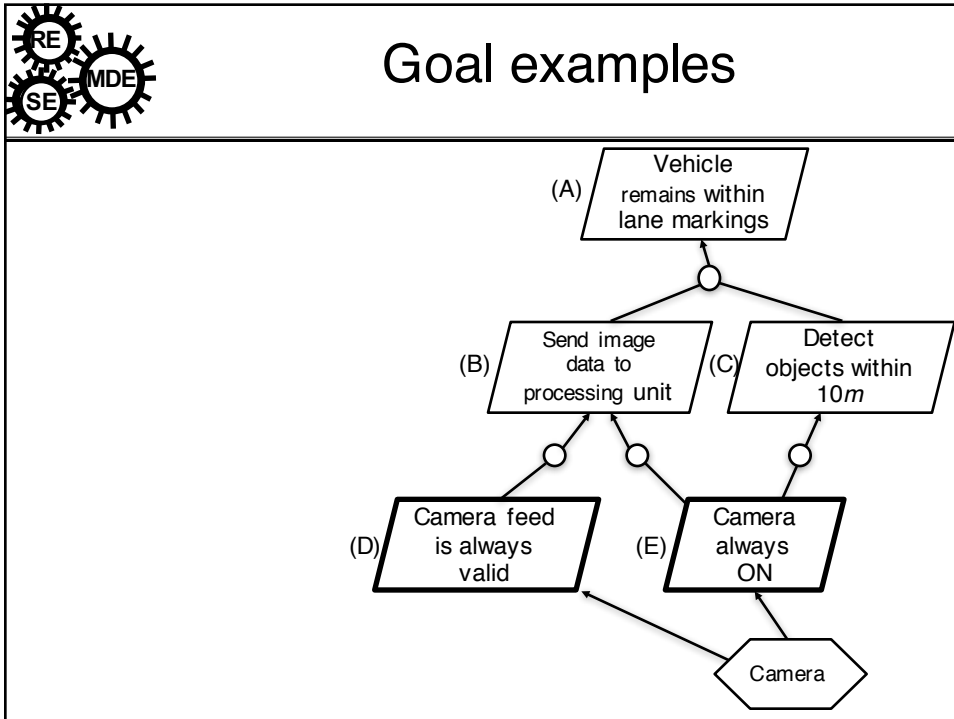 RE
MDE
SE
Goal examples
(A)
Vehicle
remains within
lane markings
(B)
Send image
data to
processing unit
(C)
Detect
objects within
10m
(D)
Camera feed
is always
valid
(E)
Camera
always
ON
Camera